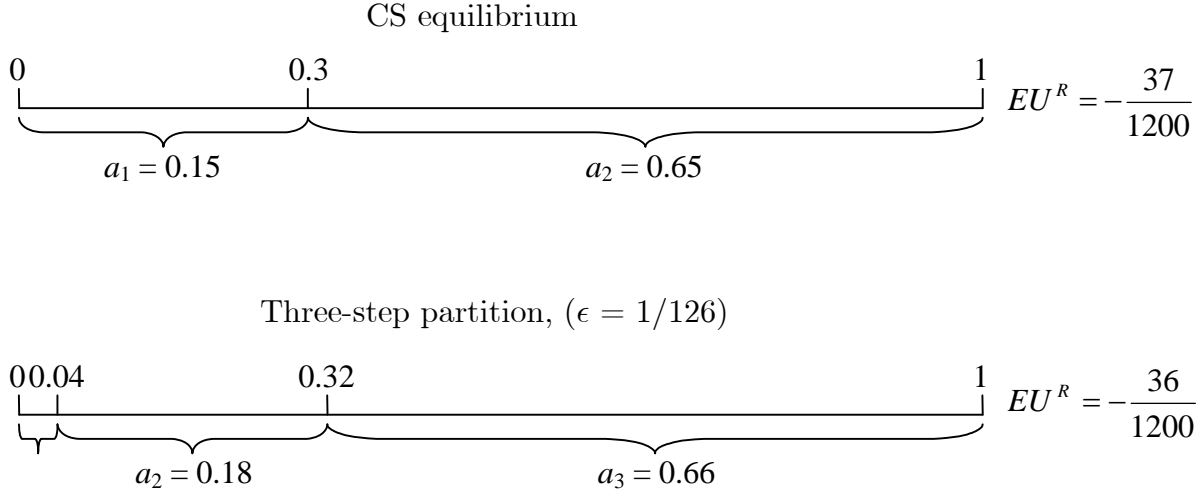 CS equilibrium
0 0.3 1 EU^R = -37/1200
a₁ = 0.15 a₂ = 0.65
Three-step partition, (ϵ = 1/126)
0 0.04 0.32 1 EU^R = -36/1200
a₂ = 0.18 a₃ = 0.66